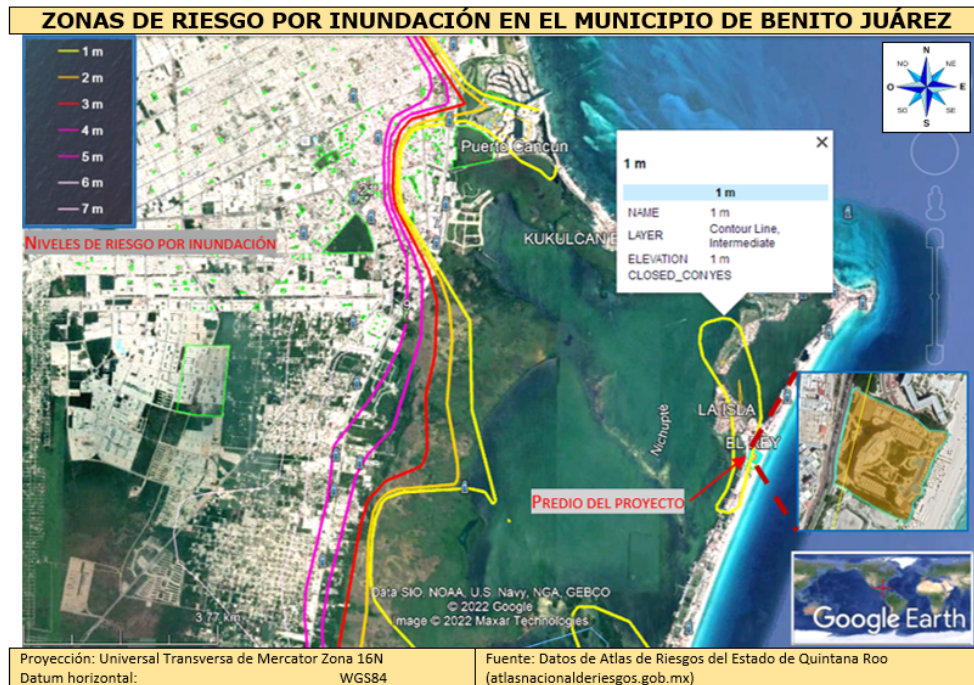 ZONAS DE RIESGO POR INUNDACIÓN EN EL MUNICIPIO DE BENITO JUÁREZ
1 m
2 m
3 m
4 m
5 m
6 m
7 m
NIVELES DE RIESGO POR INUNDACIÓN
N
NO
NE
O
E
SO
SE
S
Puerto Cancun
KUKULCAN
1 m
1 m
NAME 1 m
LAYER Contour Line,
Intermediate
ELEVATION 1 m
CLOSED_CONYES
LA ISLA
EL REY
Nichupté
PREDIO DEL PROYECTO
3.77 km
Data SIO, NOAA, U.S. Navy, NGA, GEBCO
© 2022 Google
Image © 2022 Maxar Technologies
Google Earth
Proyección: Universal Transversa de Mercator Zona 16N
Datum horizontal: WGS84
Fuente: Datos de Atlas de Riesgos del Estado de Quintana Roo
(atlasnacionalderiesgos.gob.mx)